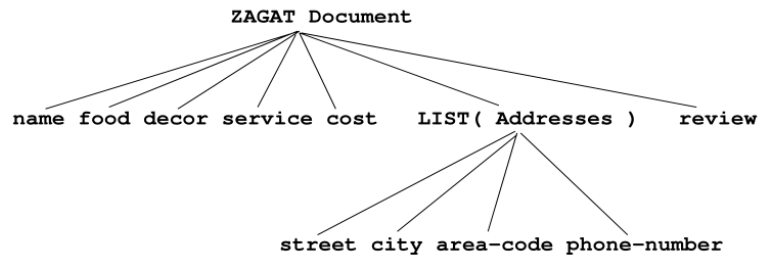 ZAGAT Document
name food decor service cost LIST( Addresses ) review
street city area-code phone-number